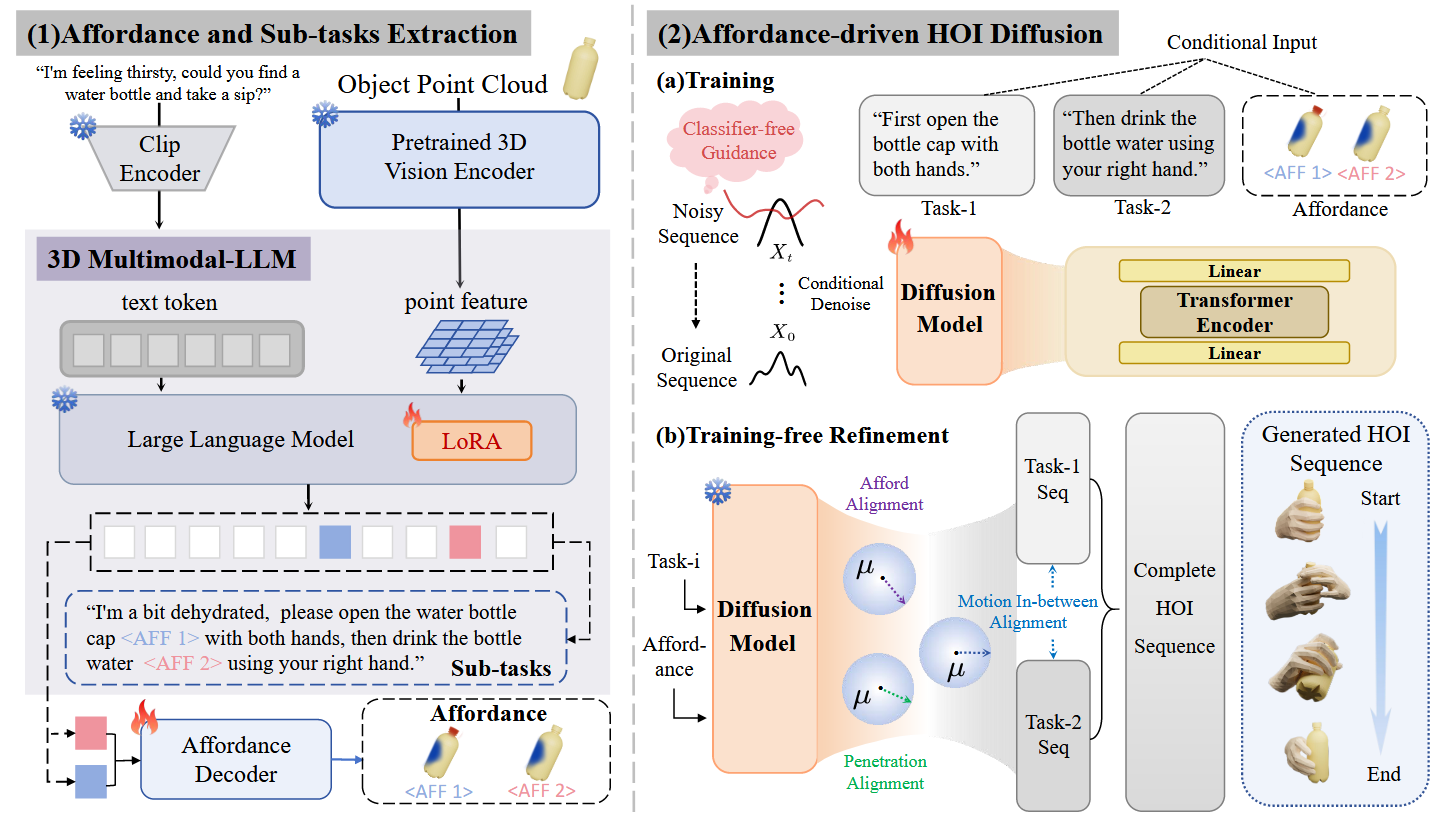 (1)Affordance and Sub-tasks Extraction
“I'm feeling thirsty, could you find a
water bottle and take a sip?”
Object Point Cloud
Clip
Encoder
Pretrained 3D
Vision Encoder
3D Multimodal-LLM
text token
point feature
Large Language Model
LoRA
“I'm a bit dehydrated, please open the water bottle
cap <AFF 1> with both hands, then drink the bottle
water <AFF 2> using your right hand.”
Sub-tasks
Affordance
Decoder
Affordance
<AFF 1>
<AFF 2>
(2)Affordance-driven HOI Diffusion
Conditional Input
(a)Training
Classifier-free
Guidance
“First open the
bottle cap with
both hands.”
Task-1
“Then drink the
bottle water using
your right hand.”
Task-2
<AFF 1> <AFF 2>
Affordance
Noisy
Sequence
Xt
Conditional
Denoise
X0
Original
Sequence
Diffusion
Model
Linear
Transformer
Encoder
Linear
(b)Training-free Refinement
Task-i
Afford-
ance
Diffusion
Model
Afford
Alignment
μ
μ
μ
Motion In-between
Alignment
Penetration
Alignment
Task-1
Seq
Task-2
Seq
Complete
HOI
Sequence
Generated HOI
Sequence
Start
End